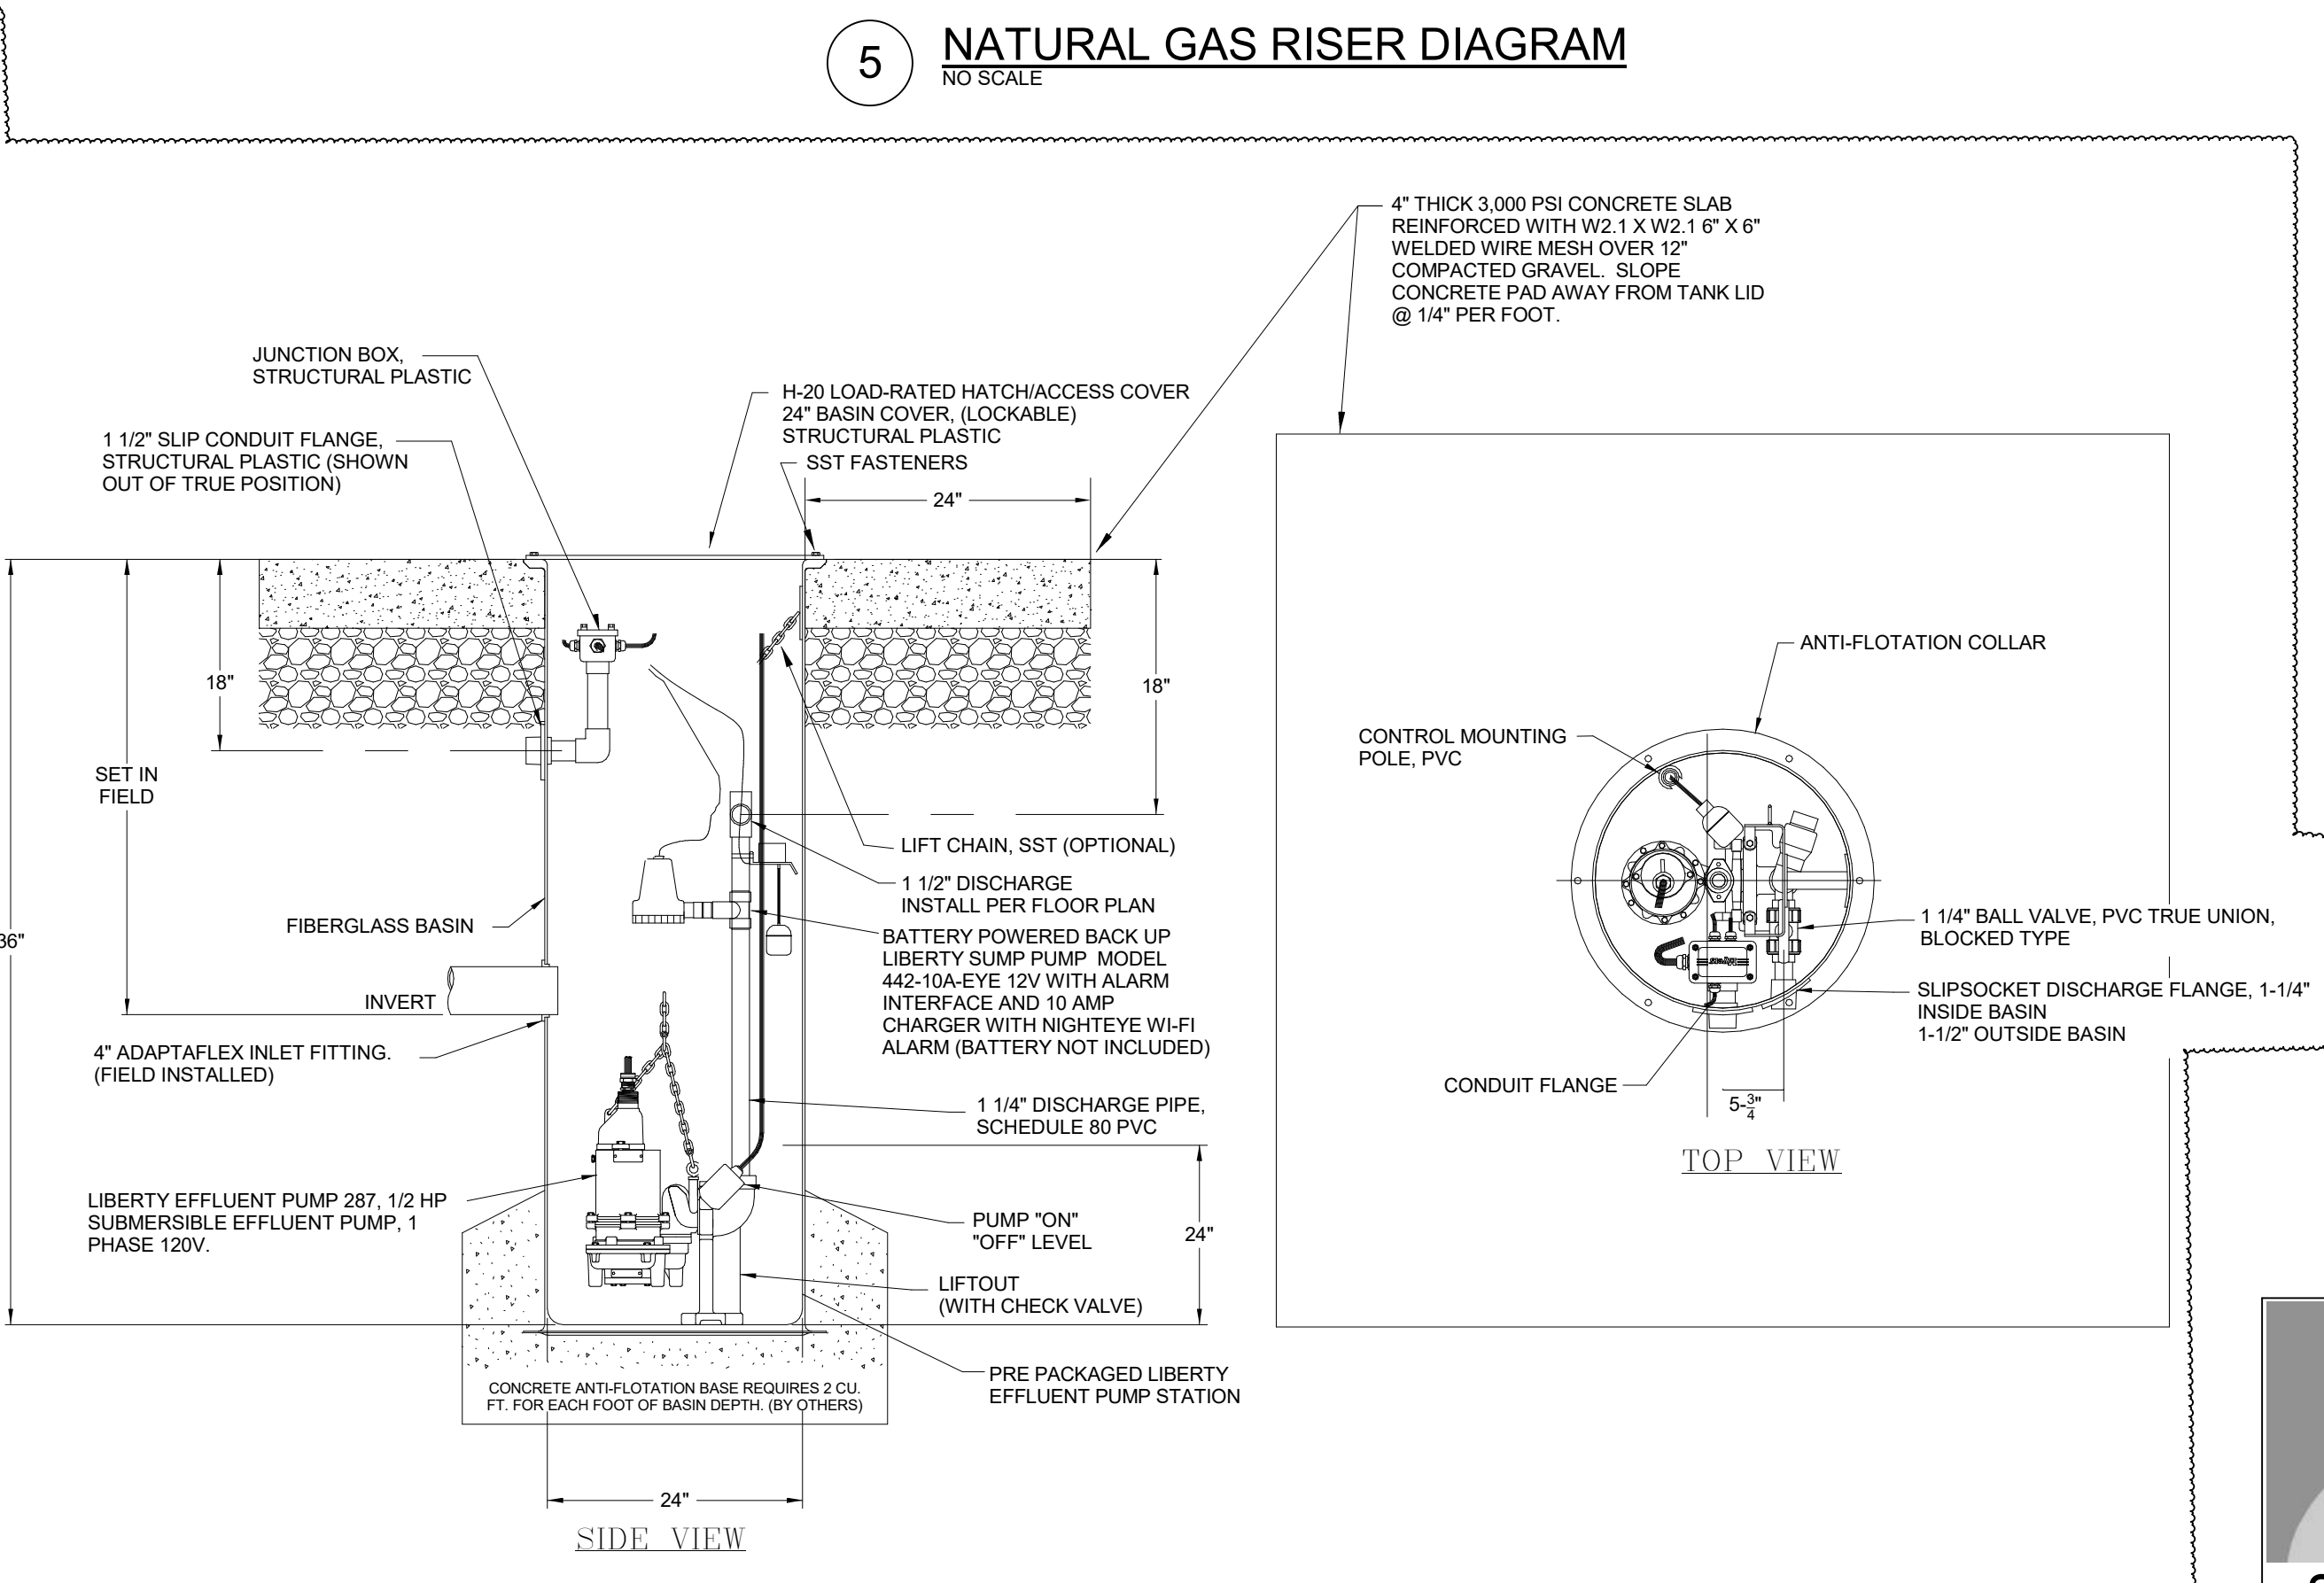 5
NATURAL GAS RISER DIAGRAM
NO SCALE
4" THICK 3,000 PSI CONCRETE SLAB
REINFORCED WITH W2.1 X W2.1 6" X 6"
WELDED WIRE MESH OVER 12"
COMPACTED GRAVEL. SLOPE
CONCRETE PAD AWAY FROM TANK LID
@ 1/4" PER FOOT.
JUNCTION BOX,
STRUCTURAL PLASTIC
H-20 LOAD-RATED HATCH/ACCESS COVER
24" BASIN COVER, (LOCKABLE)
STRUCTURAL PLASTIC
SST FASTENERS
1 1/2" SLIP CONDUIT FLANGE,
STRUCTURAL PLASTIC (SHOWN
OUT OF TRUE POSITION)
24"
18"
18"
SET IN
FIELD
36"
LIFT CHAIN, SST (OPTIONAL)
1 1/2" DISCHARGE
INSTALL PER FLOOR PLAN
FIBERGLASS BASIN
BATTERY POWERED BACK UP
LIBERTY SUMP PUMP MODEL
442-10A-EYE 12V WITH ALARM
INTERFACE AND 10 AMP
CHARGER WITH NIGHTEYE WI-FI
ALARM (BATTERY NOT INCLUDED)
INVERT
4" ADAPTAFLEX INLET FITTING.
(FIELD INSTALLED)
1 1/4" DISCHARGE PIPE,
SCHEDULE 80 PVC
LIBERTY EFFLUENT PUMP 287, 1/2 HP
SUBMERSIBLE EFFLUENT PUMP, 1
PHASE 120V.
PUMP "ON"
"OFF" LEVEL
24"
LIFTOUT
(WITH CHECK VALVE)
PRE PACKAGED LIBERTY
EFFLUENT PUMP STATION
CONCRETE ANTI-FLOTATION BASE REQUIRES 2 CU.
FT. FOR EACH FOOT OF BASIN DEPTH. (BY OTHERS)
24"
SIDE VIEW
ANTI-FLOTATION COLLAR
CONTROL MOUNTING
POLE, PVC
Myers
1 1/4" BALL VALVE, PVC TRUE UNION,
BLOCKED TYPE
SLIPSOCKET DISCHARGE FLANGE, 1-1/4"
INSIDE BASIN
1-1/2" OUTSIDE BASIN
CONDUIT FLANGE
5-3/4"
TOP VIEW